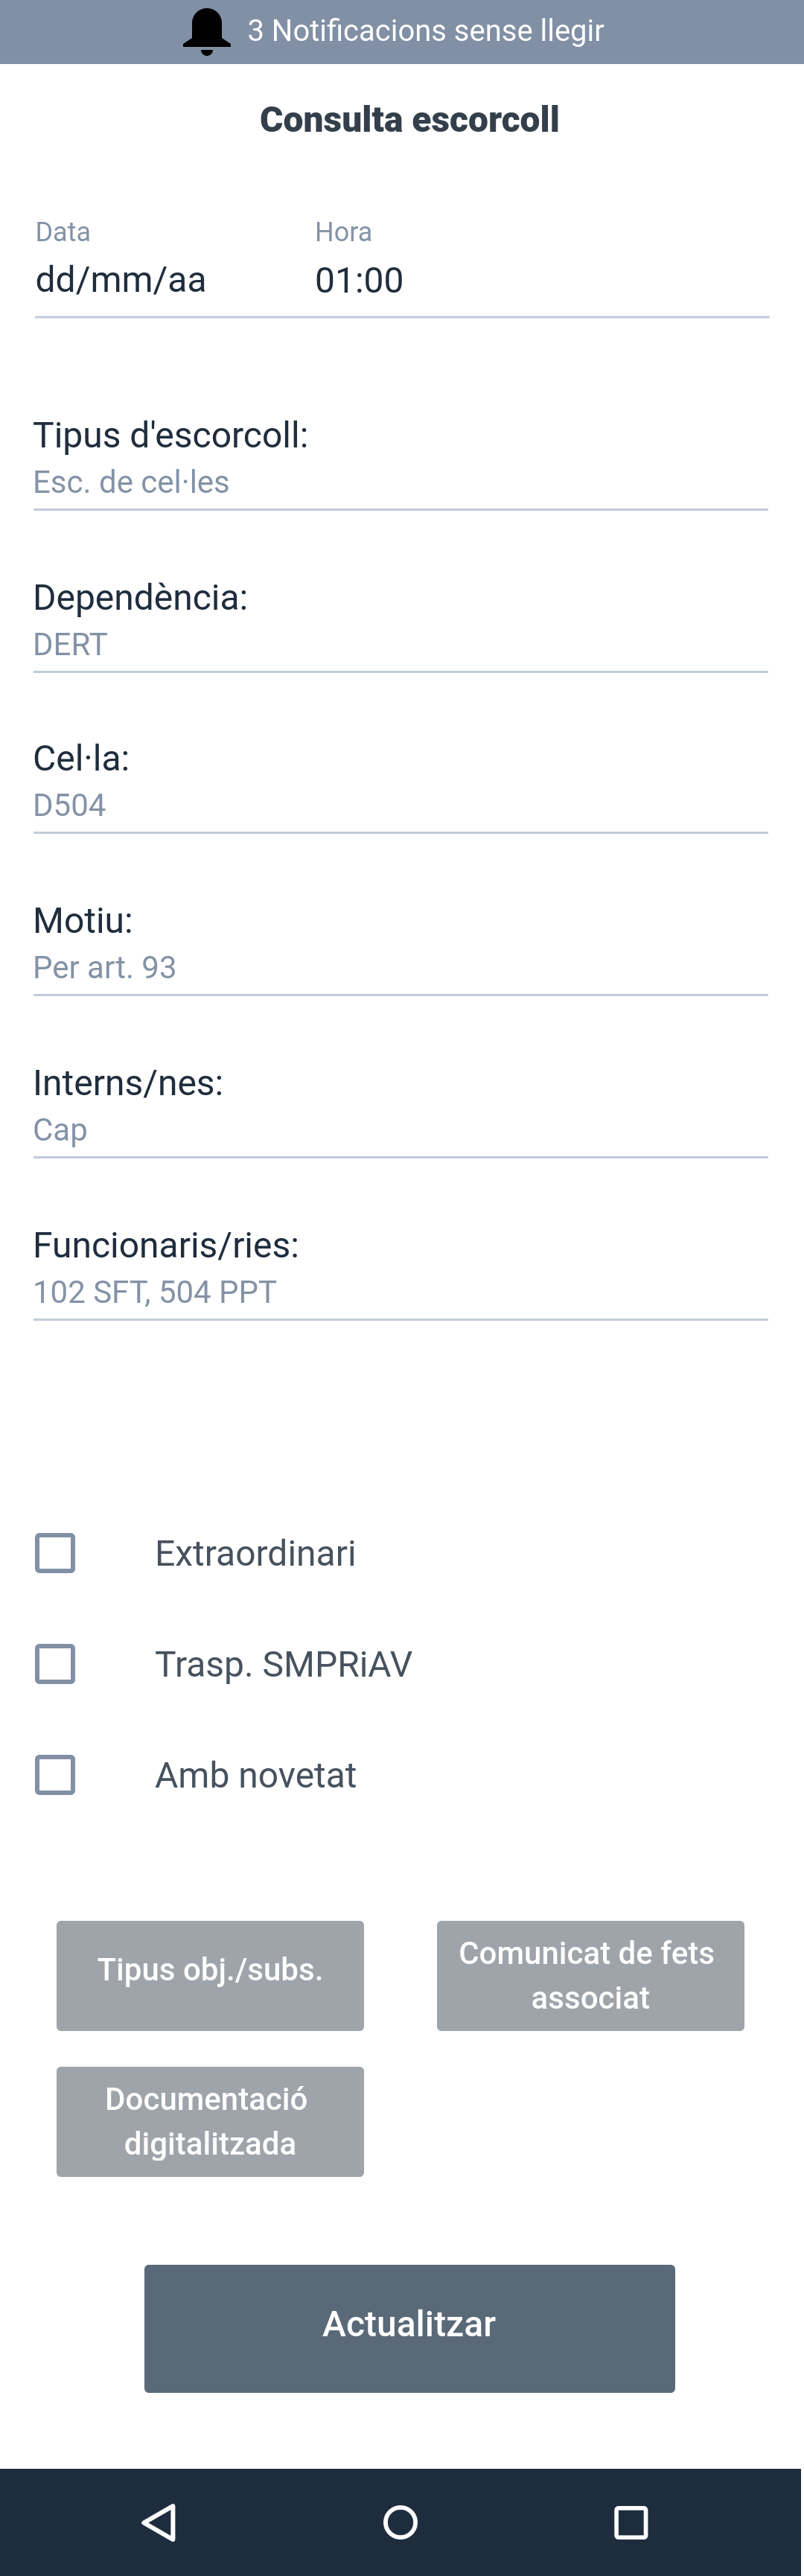 3 Notificacions sense llegir
Consulta escorcoll
Data Hora
dd/mm/aa 01:00
Tipus d'escorcoll:
Esc. de cel·les
Dependència:
DERT
Cel·la:
D504
Motiu:
Per art. 93
Interns/nes:
Cap
Funcionaris/ries:
102 SFT, 504 PPT
Extraordinari
Trasp. SMPRiAV
Amb novetat
Tipus obj./subs.
Comunicat de fets
associat
Documentació
digitalitzada
Actualitzar